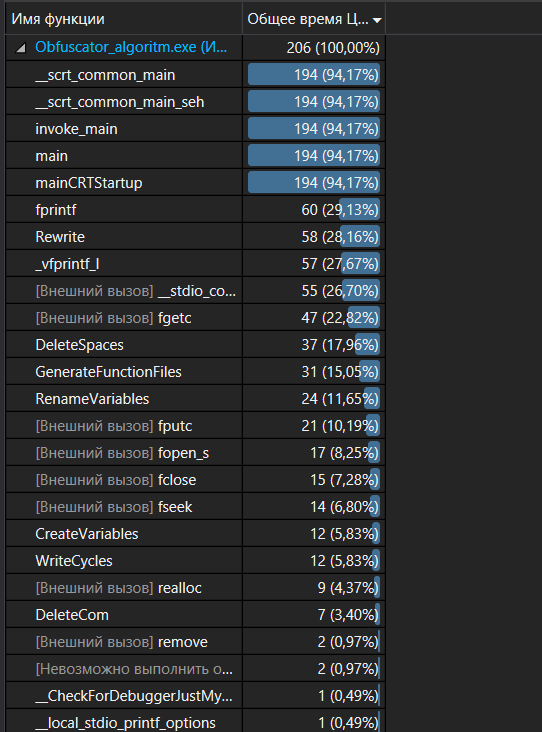 Имя функции Общее время Ц...
Obfuscator_algoritm.exe (И... 206 (100,00%)
__scrt_common_main 194 (94,17%)
__scrt_common_main_seh 194 (94,17%)
invoke_main 194 (94,17%)
main 194 (94,17%)
mainCRTStartup 194 (94,17%)
fprintf 60 (29,13%)
Rewrite 58 (28,16%)
_vfprintf_l 57 (27,67%)
[Внешний вызов] __stdio_co... 55 (26,70%)
[Внешний вызов] fgetc 47 (22,82%)
DeleteSpaces 37 (17,96%)
GenerateFunctionFiles 31 (15,05%)
RenameVariables 24 (11,65%)
[Внешний вызов] fputc 21 (10,19%)
[Внешний вызов] fopen_s 17 (8,25%)
[Внешний вызов] fclose 15 (7,28%)
[Внешний вызов] fseek 14 (6,80%)
CreateVariables 12 (5,83%)
WriteCycles 12 (5,83%)
[Внешний вызов] realloc 9 (4,37%)
DeleteCom 7 (3,40%)
[Внешний вызов] remove 2 (0,97%)
[Невозможно выполнить о... 2 (0,97%)
__CheckForDebuggerJustMy... 1 (0,49%)
__local_stdio_printf_options 1 (0,49%)